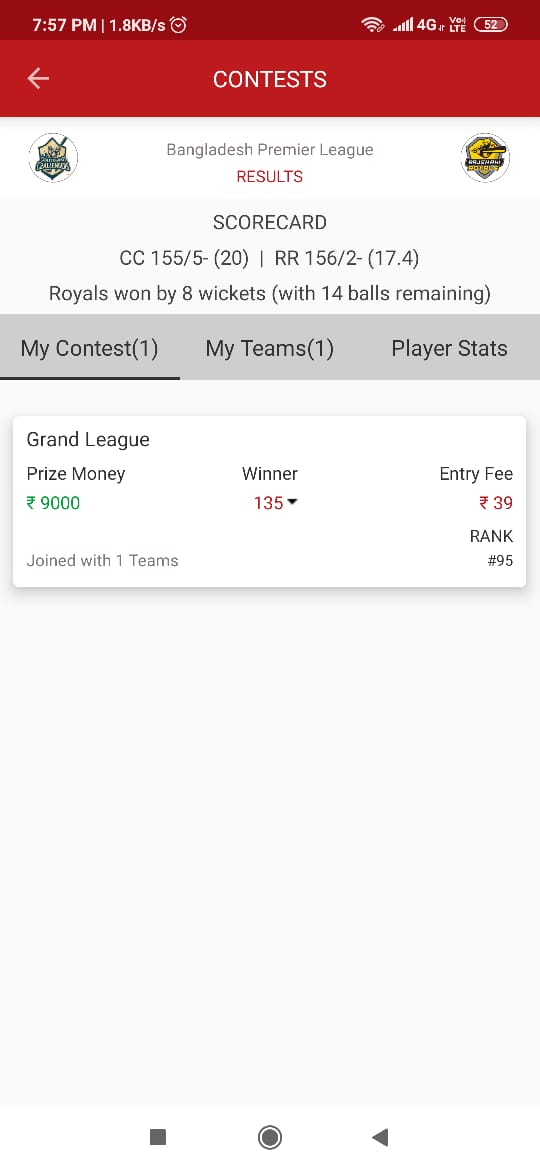 7:57 PM | 1.8KB/s 4G Vo) LTE 52
CONTESTS
Bangladesh Premier League
RESULTS
CHALLENGERS
RAJSHAHI
ROYALS
SCORECARD
CC 155/5- (20) | RR 156/2- (17.4)
Royals won by 8 wickets (with 14 balls remaining)
My Contest(1) My Teams(1) Player Stats
Grand League
Prize Money Winner Entry Fee
₹ 9000 135 ₹ 39
RANK
Joined with 1 Teams #95